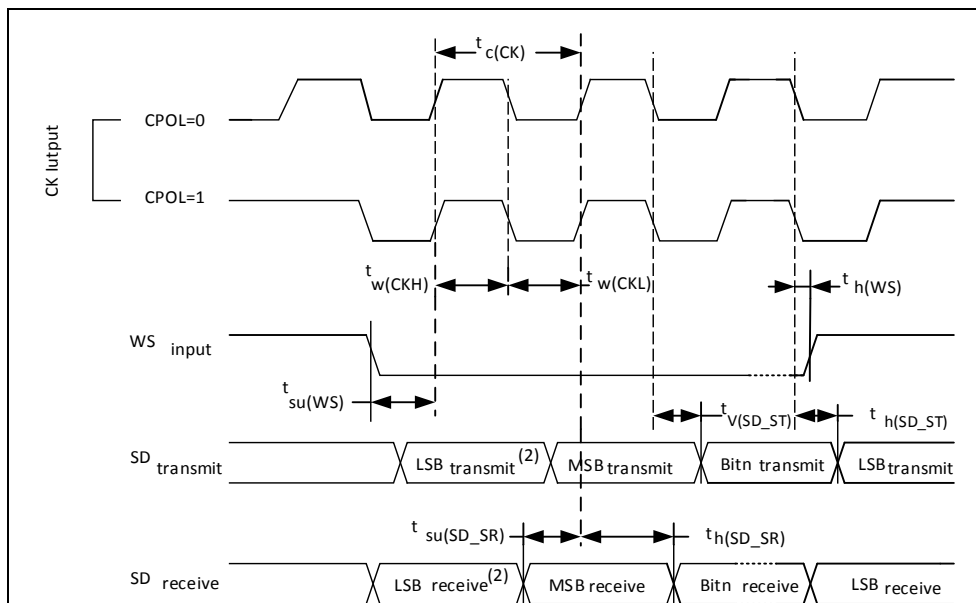 t c(CK)
CK Iutput
CPOL=0
CPOL=1
t w(CKH)
t w(CKL)
t h(WS)
WS input
t su(WS)
t V(SD_ST)
t h(SD_ST)
SD transmit
LSB transmit(2)
MSB transmit
Bitn transmit
LSB transmit
t su(SD_SR)
t h(SD_SR)
SD receive
LSB receive(2)
MSB receive
Bitn receive
LSB receive